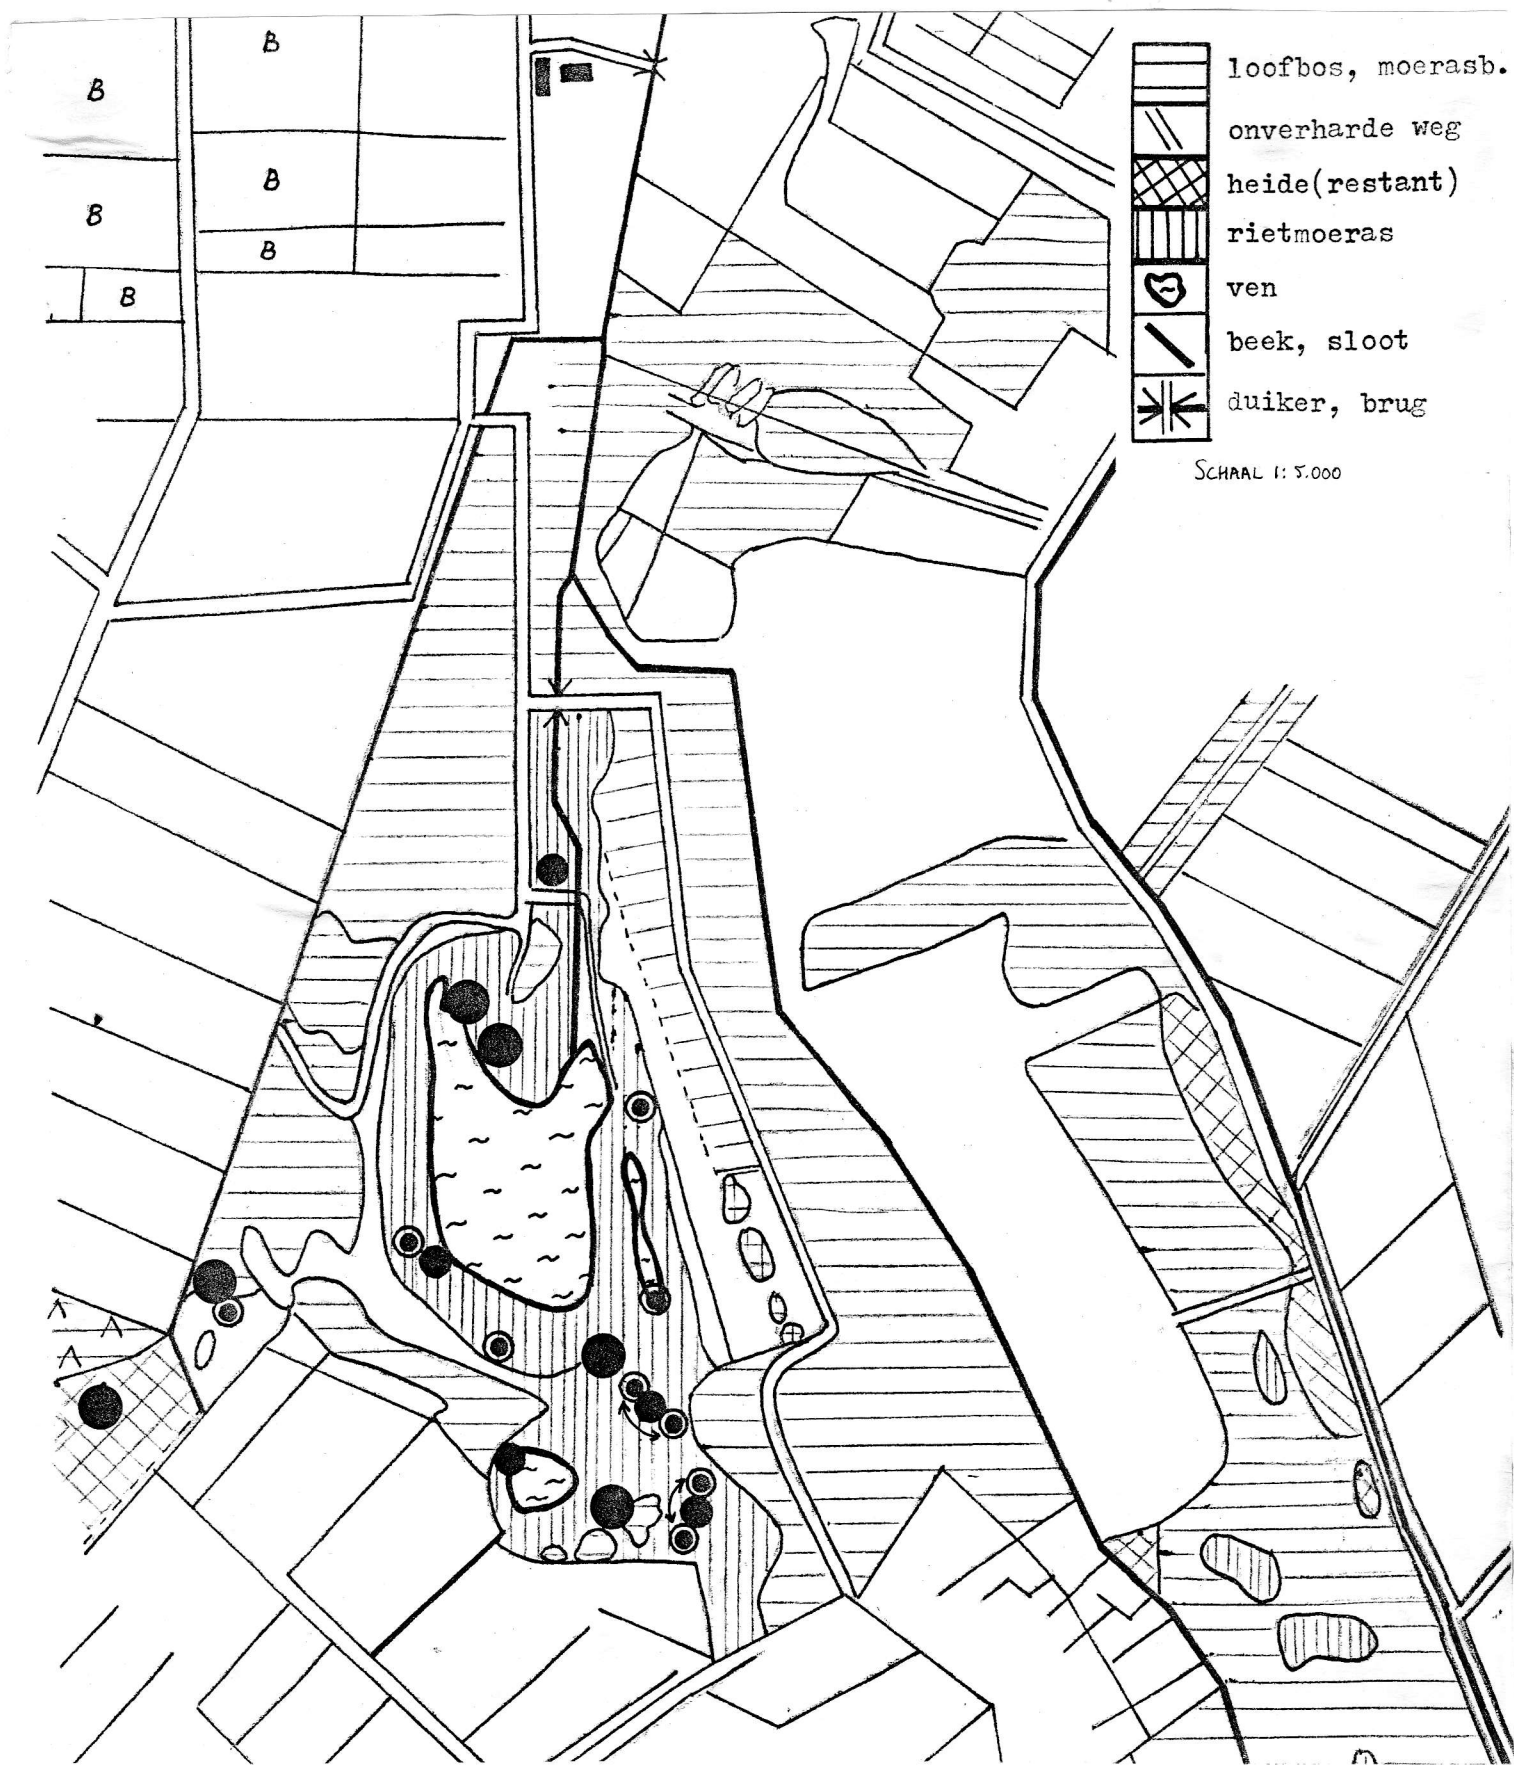 B
B
B
B
B
B
loofbos, moerasb.
onverharde weg
heide(restant)
rietmoeras
ven
beek, sloot
duiker, brug
SCHAAL 1: 5.000